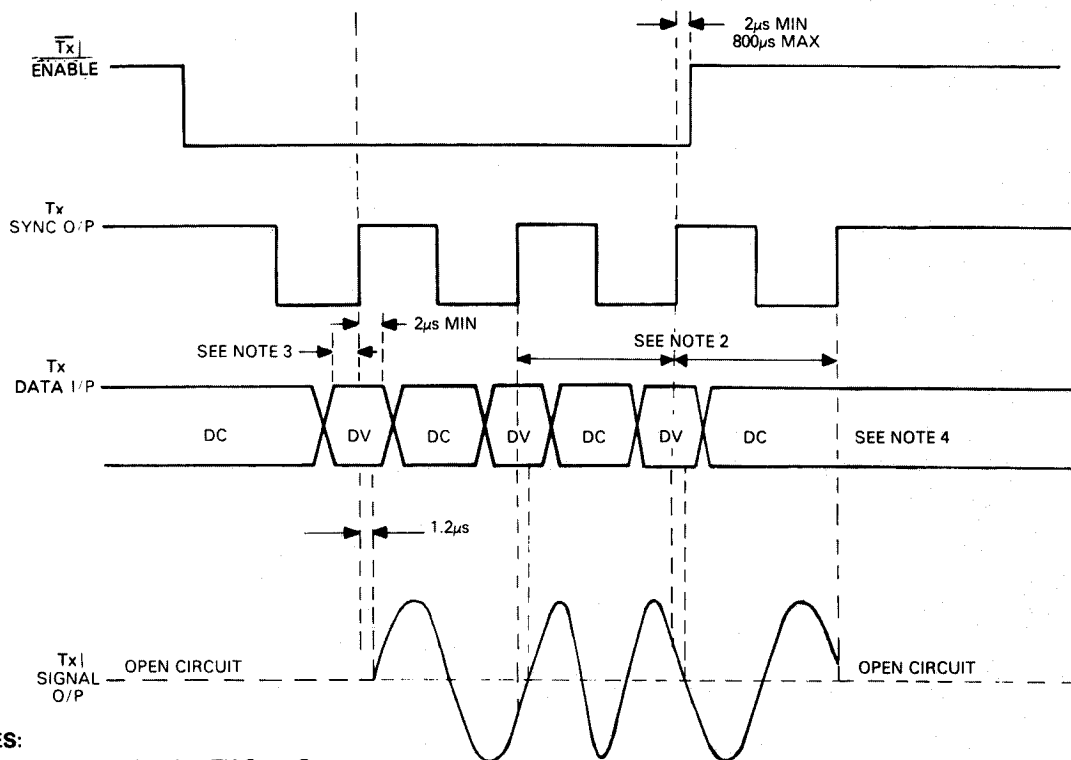 2µs MIN
800µs MAX
Tx
ENABLE
Tx
SYNC O/P
2µs MIN
SEE NOTE 3
SEE NOTE 2
Tx
DATA I/P
DC
DV
DC
DV
DC
DV
DC
SEE NOTE 4
1.2µs
Tx
SIGNAL
O/P
OPEN CIRCUIT
OPEN CIRCUIT
ES: